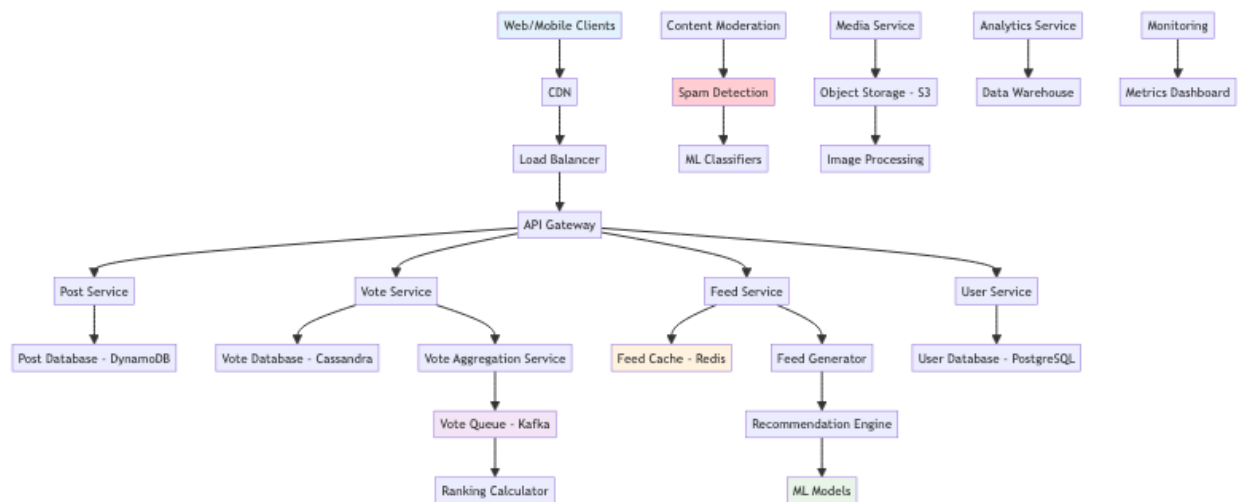 Web/Mobile Clients
Content Moderation
Media Service
Analytics Service
Monitoring
CDN
Spam Detection
Object Storage - S3
Data Warehouse
Metrics Dashboard
Load Balancer
ML Classifiers
Image Processing
API Gateway
Post Service
Vote Service
Feed Service
User Service
Post Database - DynamoDB
Vote Database - Cassandra
Vote Aggregation Service
Feed Cache - Redis
Feed Generator
User Database - PostgreSQL
Vote Queue - Kafka
Recommendation Engine
Ranking Calculator
ML Models